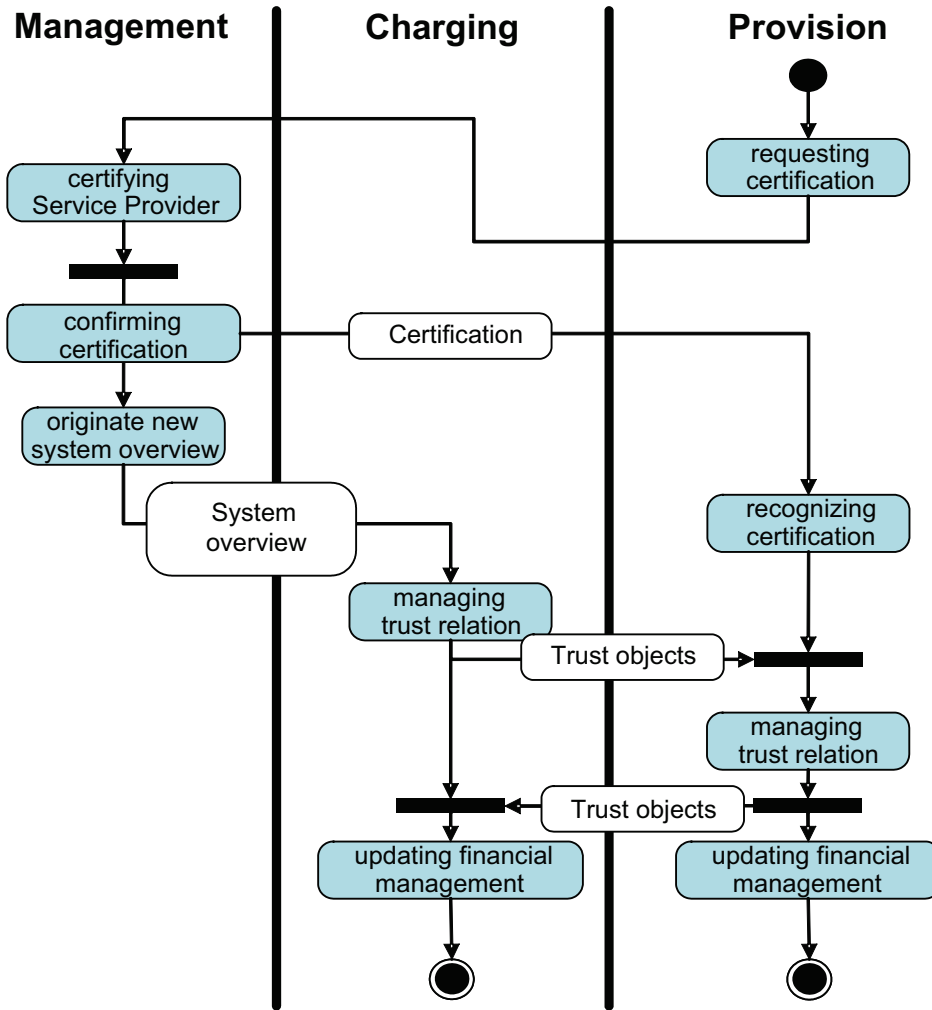 Management
Charging
Provision
requesting
certification
certifying
Service Provider
confirming
certification
Certification
originate new
system overview
System
overview
recognizing
certification
managing
trust relation
Trust objects
managing
trust relation
Trust objects
updating financial
management
updating financial
management